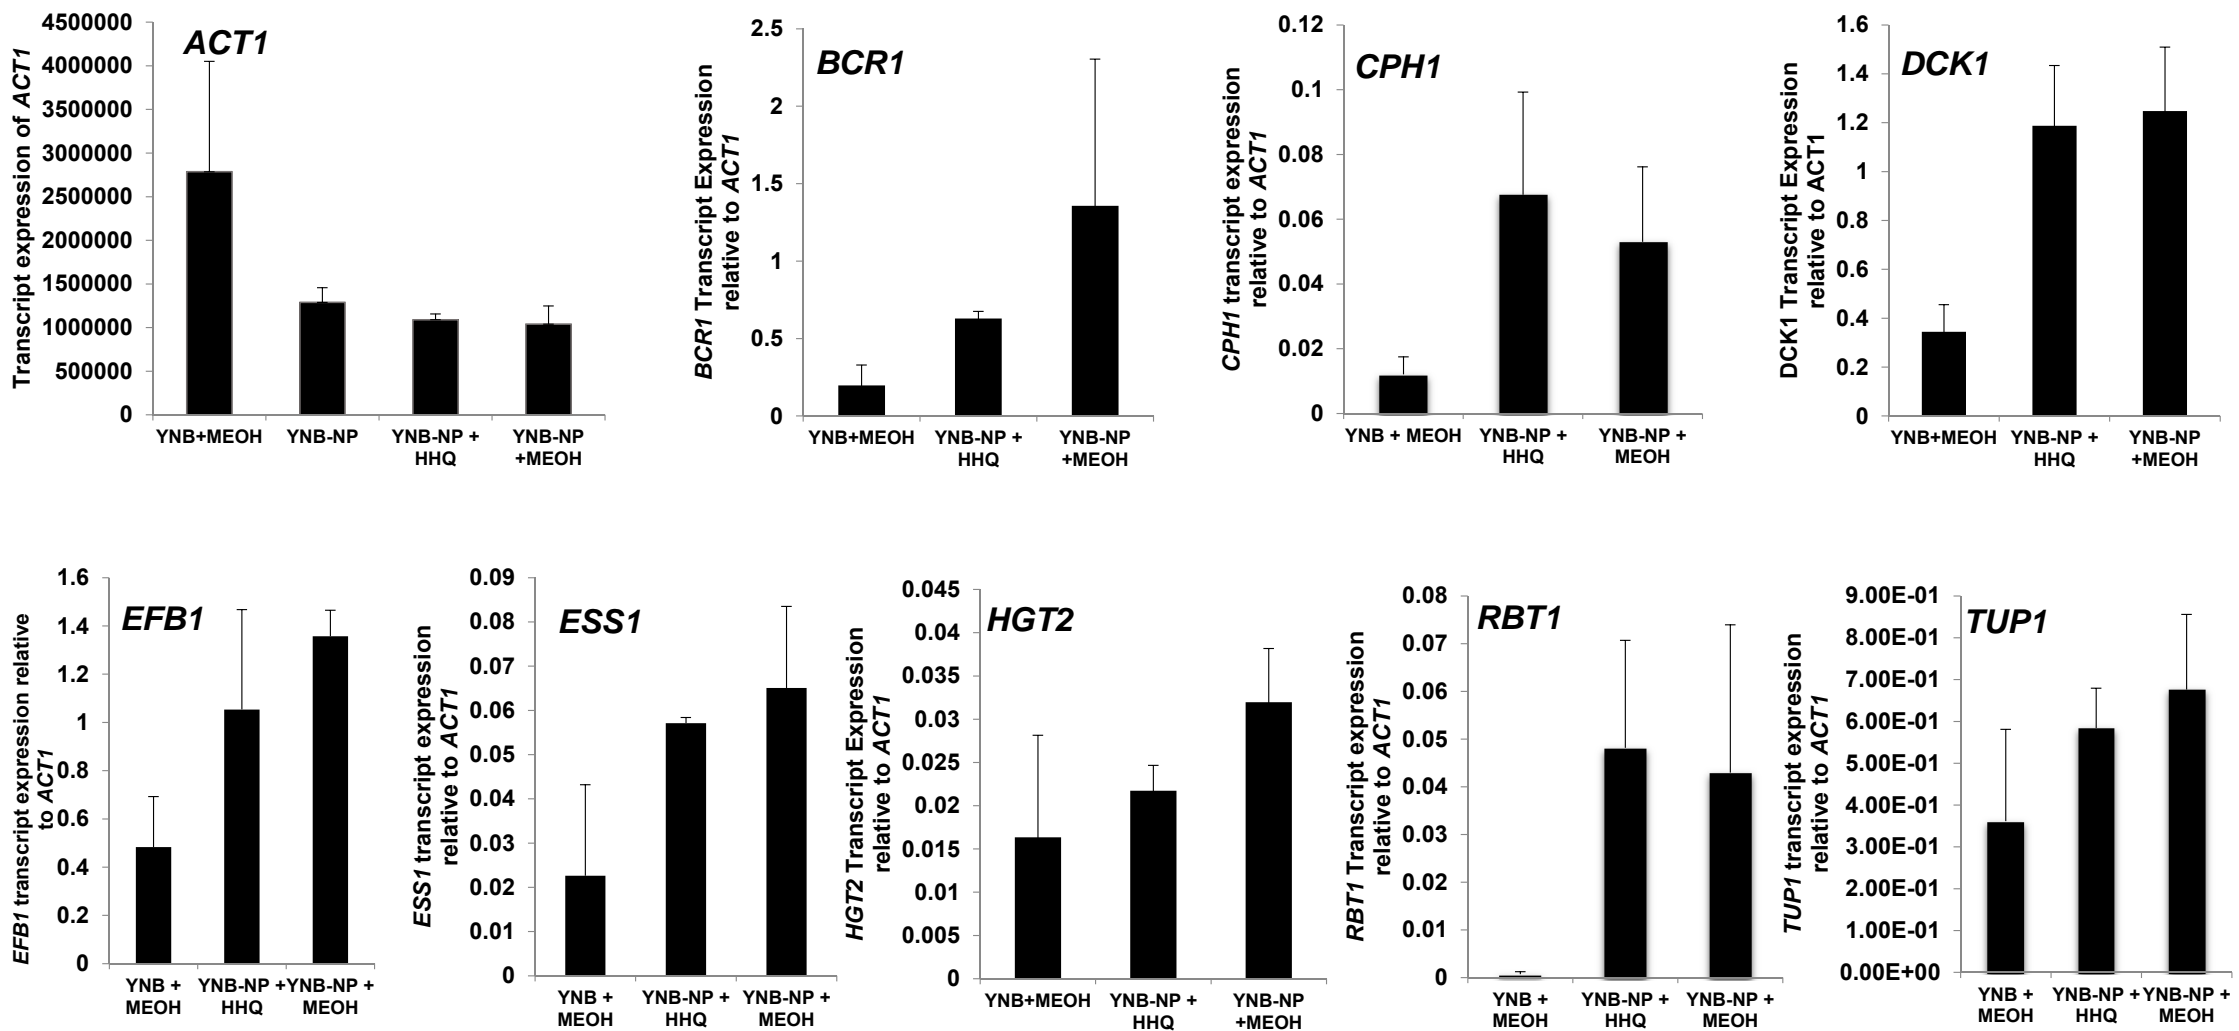 ACT1
Transcript expression of ACT1
4500000
4000000
3500000
3000000
2500000
2000000
1500000
1000000
500000
0
YNB+MEOH
YNB-NP
YNB-NP +
HHQ
YNB-NP
+MEOH
BCR1
BCR1 Transcript Expression
relative to ACT1
2.5
2
1.5
1
0.5
0
YNB+MEOH
YNB-NP +
HHQ
YNB-NP
+MEOH
CPH1
CPH1 transcript expression
relative to ACT1
0.12
0.1
0.08
0.06
0.04
0.02
0
YNB + MEOH
YNB-NP +
HHQ
YNB-NP +
MEOH
DCK1
DCK1 Transcript Expression
relative to ACT1
1.6
1.4
1.2
1
0.8
0.6
0.4
0.2
0
YNB+MEOH
YNB-NP +
HHQ
YNB-NP
+MEOH
EFB1
EFB1 transcript expression relative
to ACT1
1.6
1.4
1.2
1
0.8
0.6
0.4
0.2
0
YNB +
MEOH
YNB-NP +
HHQ
YNB-NP +
MEOH
ESS1
ESS1 transcript expression
relative to ACT1
0.09
0.08
0.07
0.06
0.05
0.04
0.03
0.02
0.01
0
YNB +
MEOH
YNB-NP +
HHQ
YNB-NP +
MEOH
HGT2
HGT2 Transcript Expression
relative to ACT1
0.045
0.04
0.035
0.03
0.025
0.02
0.015
0.01
0.005
0
YNB+MEOH
YNB-NP +
HHQ
YNB-NP
+MEOH
RBT1
RBT1 Transcript expression
relative to ACT1
0.08
0.07
0.06
0.05
0.04
0.03
0.02
0.01
0
YNB +
MEOH
YNB-NP +
HHQ
YNB-NP +
MEOH
TUP1
TUP1 transcript expression
relative to ACT1
9.00E-01
8.00E-01
7.00E-01
6.00E-01
5.00E-01
4.00E-01
3.00E-01
2.00E-01
1.00E-01
0.00E+00
YNB +
MEOH
YNB-NP +
HHQ
YNB-NP +
MEOH